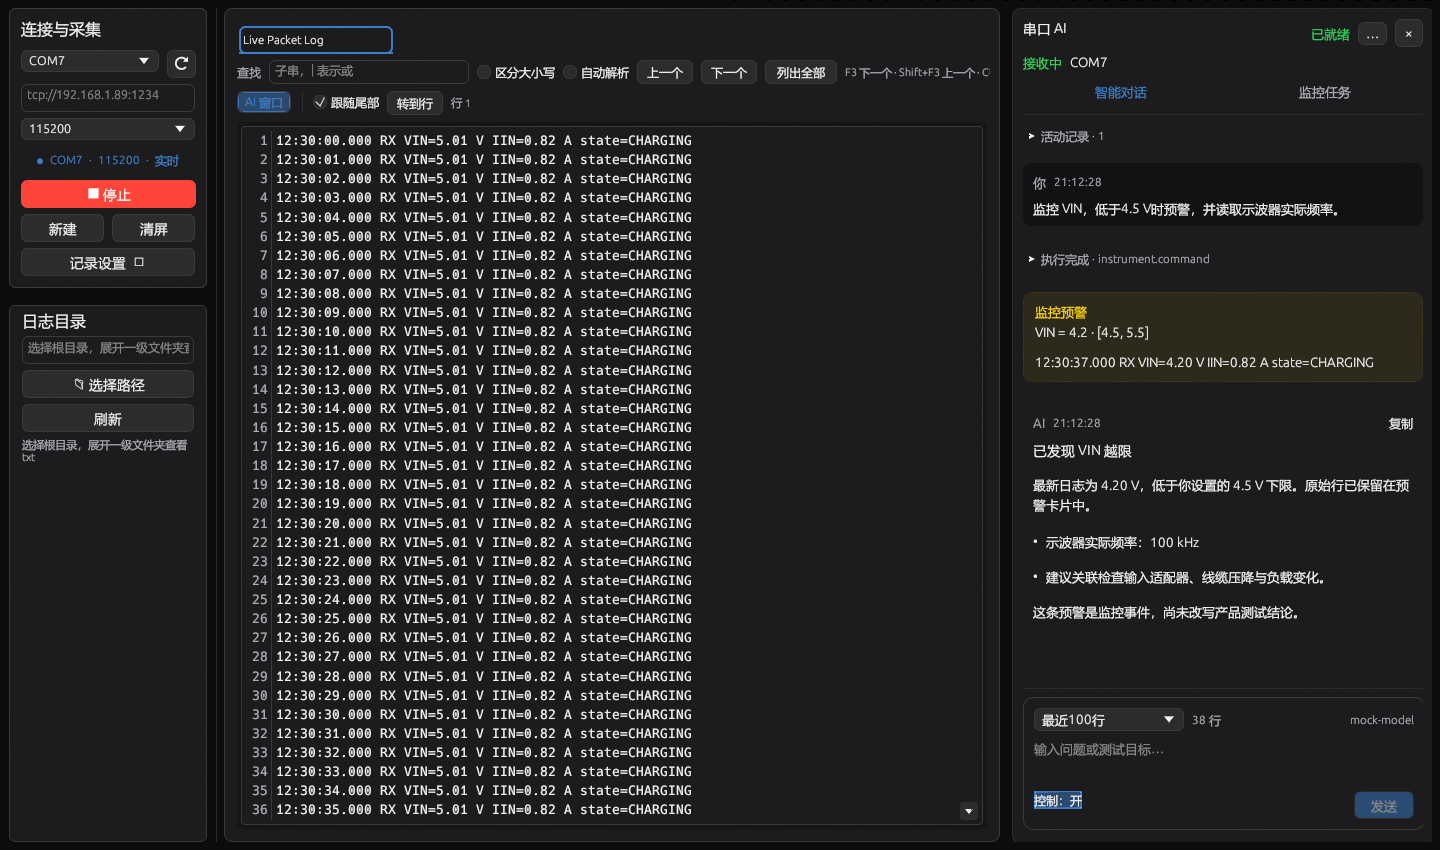 连接与采集
COM7
tcp://192.168.1.89:1234
115200
● COM7 · 115200 · 实时
■ 停止
新建
清屏
记录设置 □
日志目录
选择根目录，展开一级文件夹查
选择路径
刷新
选择根目录，展开一级文件夹查看
txt
Live Packet Log
查找
子串，| 表示或
区分大小写
自动解析
上一个
下一个
列出全部
F3 下一个 · Shift+F3 上一个 ·
AI 窗口
跟随尾部
转到行
行 1
1 12:30:00.000 RX VIN=5.01 V IIN=0.82 A state=CHARGING
2 12:30:01.000 RX VIN=5.01 V IIN=0.82 A state=CHARGING
3 12:30:02.000 RX VIN=5.01 V IIN=0.82 A state=CHARGING
4 12:30:03.000 RX VIN=5.01 V IIN=0.82 A state=CHARGING
5 12:30:04.000 RX VIN=5.01 V IIN=0.82 A state=CHARGING
6 12:30:05.000 RX VIN=5.01 V IIN=0.82 A state=CHARGING
7 12:30:06.000 RX VIN=5.01 V IIN=0.82 A state=CHARGING
8 12:30:07.000 RX VIN=5.01 V IIN=0.82 A state=CHARGING
9 12:30:08.000 RX VIN=5.01 V IIN=0.82 A state=CHARGING
10 12:30:09.000 RX VIN=5.01 V IIN=0.82 A state=CHARGING
11 12:30:10.000 RX VIN=5.01 V IIN=0.82 A state=CHARGING
12 12:30:11.000 RX VIN=5.01 V IIN=0.82 A state=CHARGING
13 12:30:12.000 RX VIN=5.01 V IIN=0.82 A state=CHARGING
14 12:30:13.000 RX VIN=5.01 V IIN=0.82 A state=CHARGING
15 12:30:14.000 RX VIN=5.01 V IIN=0.82 A state=CHARGING
16 12:30:15.000 RX VIN=5.01 V IIN=0.82 A state=CHARGING
17 12:30:16.000 RX VIN=5.01 V IIN=0.82 A state=CHARGING
18 12:30:17.000 RX VIN=5.01 V IIN=0.82 A state=CHARGING
19 12:30:18.000 RX VIN=5.01 V IIN=0.82 A state=CHARGING
20 12:30:19.000 RX VIN=5.01 V IIN=0.82 A state=CHARGING
21 12:30:20.000 RX VIN=5.01 V IIN=0.82 A state=CHARGING
22 12:30:21.000 RX VIN=5.01 V IIN=0.82 A state=CHARGING
23 12:30:22.000 RX VIN=5.01 V IIN=0.82 A state=CHARGING
24 12:30:23.000 RX VIN=5.01 V IIN=0.82 A state=CHARGING
25 12:30:24.000 RX VIN=5.01 V IIN=0.82 A state=CHARGING
26 12:30:25.000 RX VIN=5.01 V IIN=0.82 A state=CHARGING
27 12:30:26.000 RX VIN=5.01 V IIN=0.82 A state=CHARGING
28 12:30:27.000 RX VIN=5.01 V IIN=0.82 A state=CHARGING
29 12:30:28.000 RX VIN=5.01 V IIN=0.82 A state=CHARGING
30 12:30:29.000 RX VIN=5.01 V IIN=0.82 A state=CHARGING
31 12:30:30.000 RX VIN=5.01 V IIN=0.82 A state=CHARGING
32 12:30:31.000 RX VIN=5.01 V IIN=0.82 A state=CHARGING
33 12:30:32.000 RX VIN=5.01 V IIN=0.82 A state=CHARGING
34 12:30:33.000 RX VIN=5.01 V IIN=0.82 A state=CHARGING
35 12:30:34.000 RX VIN=5.01 V IIN=0.82 A state=CHARGING
36 12:30:35.000 RX VIN=5.01 V IIN=0.82 A state=CHARGING
串口 AI
已就绪
...
×
接收中 COM7
智能对话
监控任务
活动记录 · 1
你 21:12:28
监控 VIN，低于4.5 V时预警，并读取示波器实际频率。
执行完成 · instrument.command
监控预警
VIN = 4.2 · [4.5, 5.5]
12:30:37.000 RX VIN=4.20 V IIN=0.82 A state=CHARGING
AI 21:12:28
复制
已发现 VIN 越限
最新日志为 4.20 V，低于你设置的 4.5 V 下限。原始行已保留在预
警卡片中。
• 示波器实际频率：100 kHz
• 建议关联检查输入适配器、线缆压降与负载变化。
这条预警是监控事件，尚未改写产品测试结论。
最近100行
38 行
mock-model
输入问题或测试目标...
控制：开
发送